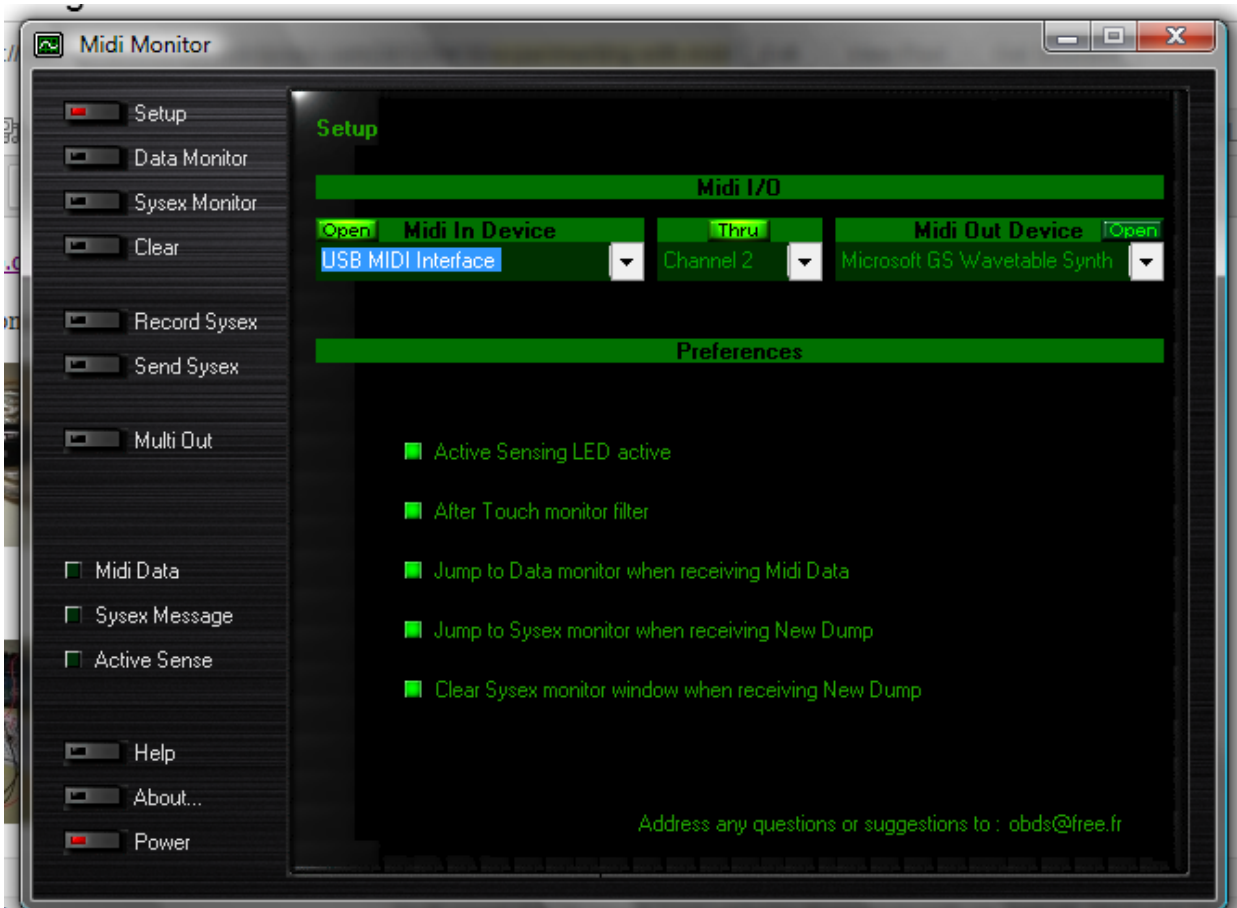 Midi Monitor
Setup
Data Monitor
Sysex Monitor
Clear
Record Sysex
Send Sysex
Multi Out
Midi Data
Sysex Message
Active Sense
Help
About...
Power
Setup
Midi I/O
Open Midi In Device Thru Midi Out Device Open
USB MIDI Interface Channel 2 Microsoft GS Wavetable Synth
Preferences
Active Sensing LED active
After Touch monitor filter
Jump to Data monitor when receiving Midi Data
Jump to Sysex monitor when receiving New Dump
Clear Sysex monitor window when receiving New Dump
Address any questions or suggestions to : obds@free.fr